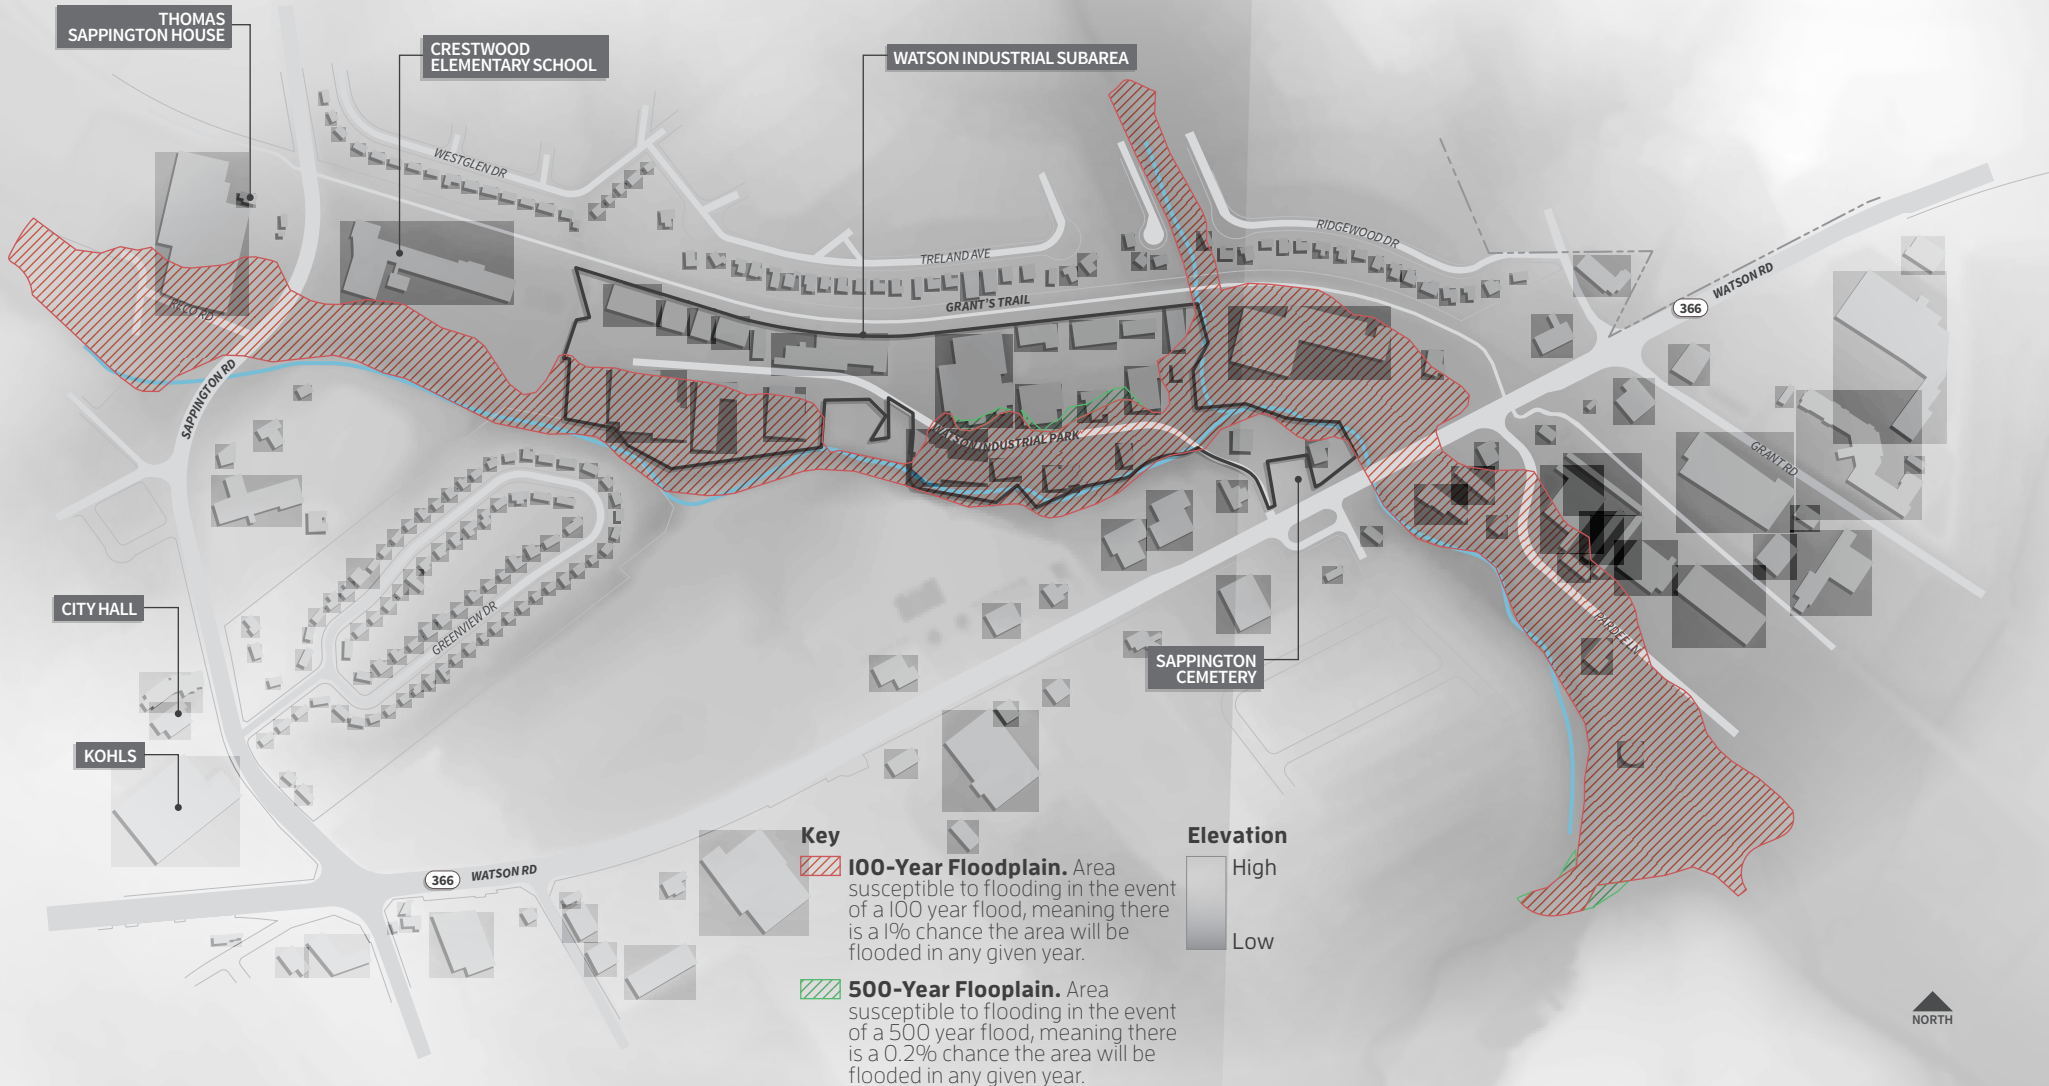 THOMAS
SAPPINGTON HOUSE
CRESTWOOD
ELEMENTARY SCHOOL
WATSON INDUSTRIAL SUBAREA
WESTGLEN DR
TRELAND AVE
RIDGEWOOD DR
GRANT'S TRAIL
WATSON RD
366
RECO RD
SAPPINGTON RD
WATSON INDUSTRIAL PARK
GRANT RD
GREENVIEW DR
PARDEE LN
CITY HALL
SAPPINGTON
CEMETERY
KOHLS
366
WATSON RD
Key
100-Year Floodplain. Area
susceptible to flooding in the event
of a 100 year flood, meaning there
is a 1% chance the area will be
flooded in any given year.
500-Year Flooplain. Area
susceptible to flooding in the event
of a 500 year flood, meaning there
is a 0.2% chance the area will be
flooded in any given year.
Elevation
High
Low
NORTH